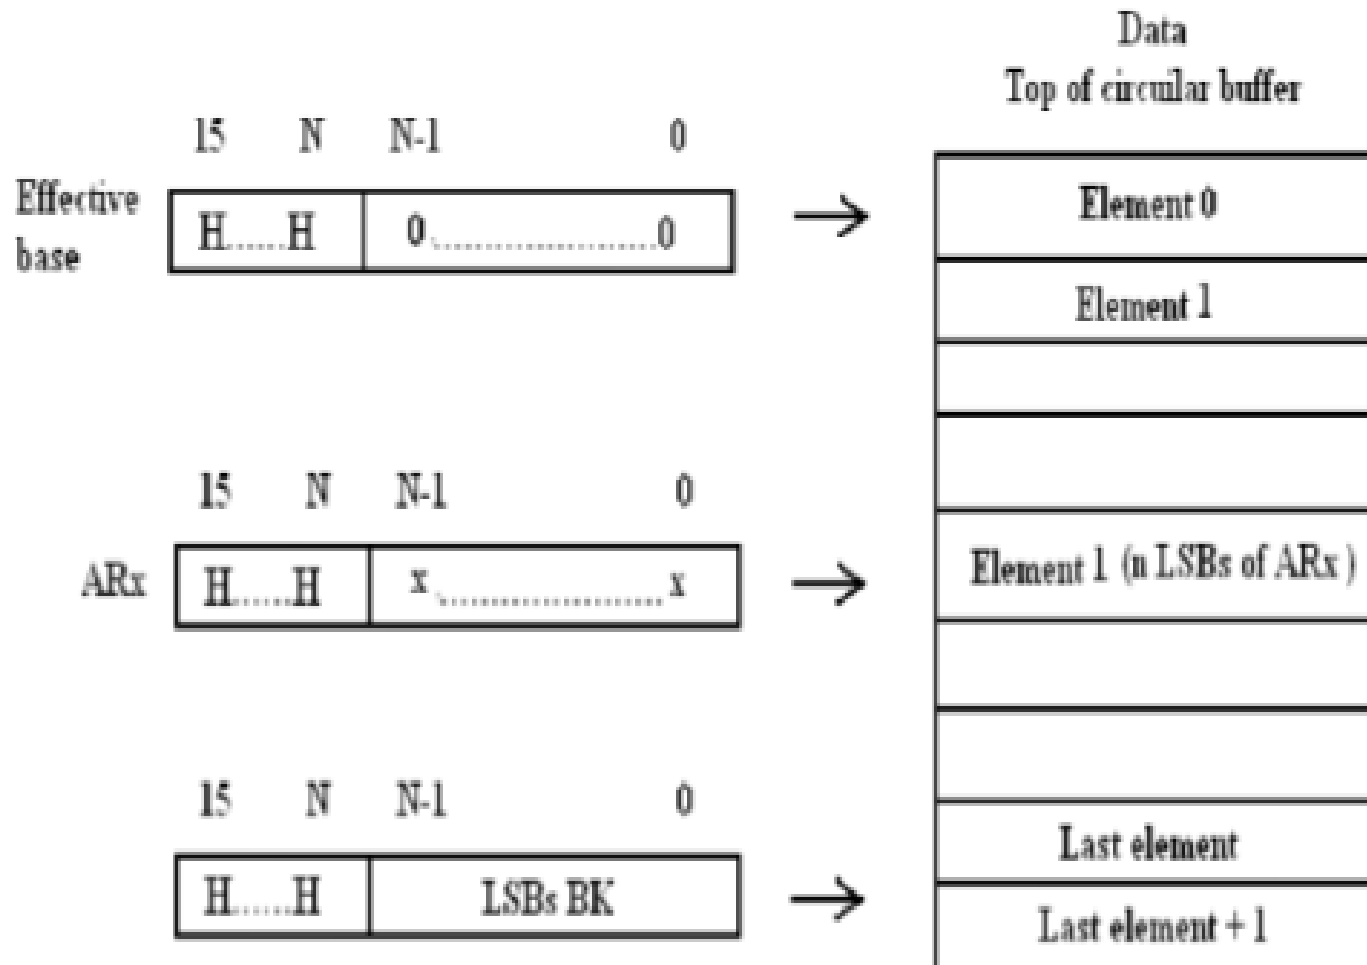 Data
Top of circuilar buffer
15 N N-1 0
Effective
base
H......H 0......................0
Element 0
Element 1
15 N N-1 0
ARx
H......H x......................x
Element 1 (n LSBs of ARx )
15 N N-1 0
H......H LSBs BK
Last element
Last element + 1